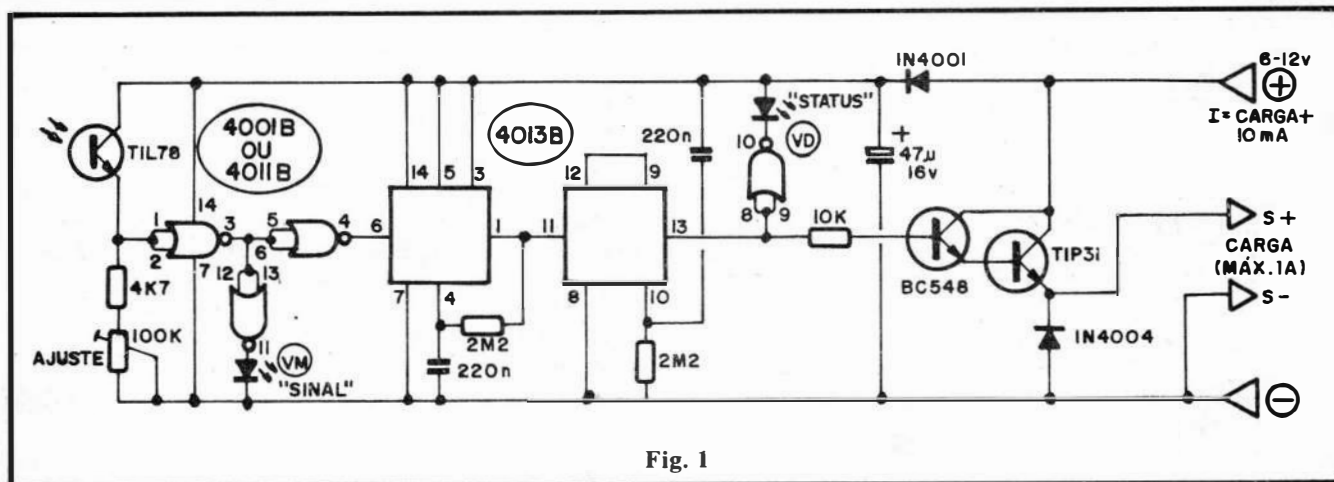 TIL78
4001B
OU
4011B
1
2
14
3
7
5
6
4
12
13
11
4K7
100K
AJUSTE
VM
"SINAL"
6
14
5
3
7
4
1
2M2
220n
4013B
11
12
9
13
8
10
2M2
220n
"STATUS"
VD
10
8
9
10K
+
47µ
16v
1N4001
BC548
TIP31
1N4004
6-12v
+
I= CARGA+
10mA
S+
CARGA
(MÁX.1A)
S-
−
Fig. 1